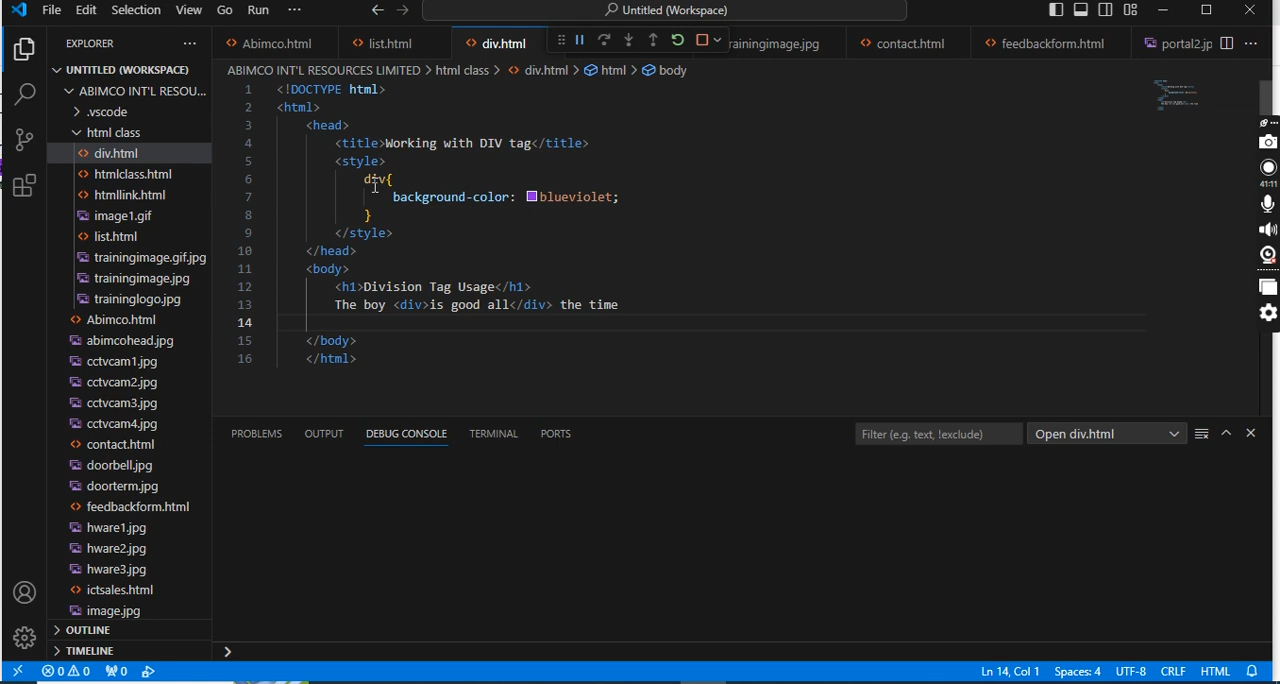 File Edit Selection View Go Run ··· Untitled (Workspace)
EXPLORER ··· Abimco.html list.html div.html rainingimage.jpg contact.html feedbackform.html portal2.jp ···
UNTITLED (WORKSPACE)
ABIMCO INT'L RESOU...
.vscode
html class
div.html
htmlclass.html
htmllink.html
image1.gif
list.html
trainingimage.gif.jpg
trainingimage.jpg
traininglogo.jpg
Abimco.html
abimcohead.jpg
cctvcam1.jpg
cctvcam2.jpg
cctvcam3.jpg
cctvcam4.jpg
contact.html
doorbell.jpg
doorterm.jpg
feedbackform.html
hware1.jpg
hware2.jpg
hware3.jpg
ictsales.html
image.jpg
OUTLINE
TIMELINE
ABIMCO INT'L RESOURCES LIMITED > html class > div.html > html > body
1 <!DOCTYPE html>
2 <html>
3 <head>
4 <title>Working with DIV tag</title>
5 <style>
6 div{
7 background-color: blueviolet;
8 }
9 </style>
10 </head>
11 <body>
12 <h1>Division Tag Usage</h1>
13 The boy <div>is good all</div> the time
14
15 </body>
16 </html>
PROBLEMS OUTPUT DEBUG CONSOLE TERMINAL PORTS Filter (e.g. text, !exclude) Open div.html
>
41:11
0 0 0 Ln 14, Col 1 Spaces: 4 UTF-8 CRLF HTML